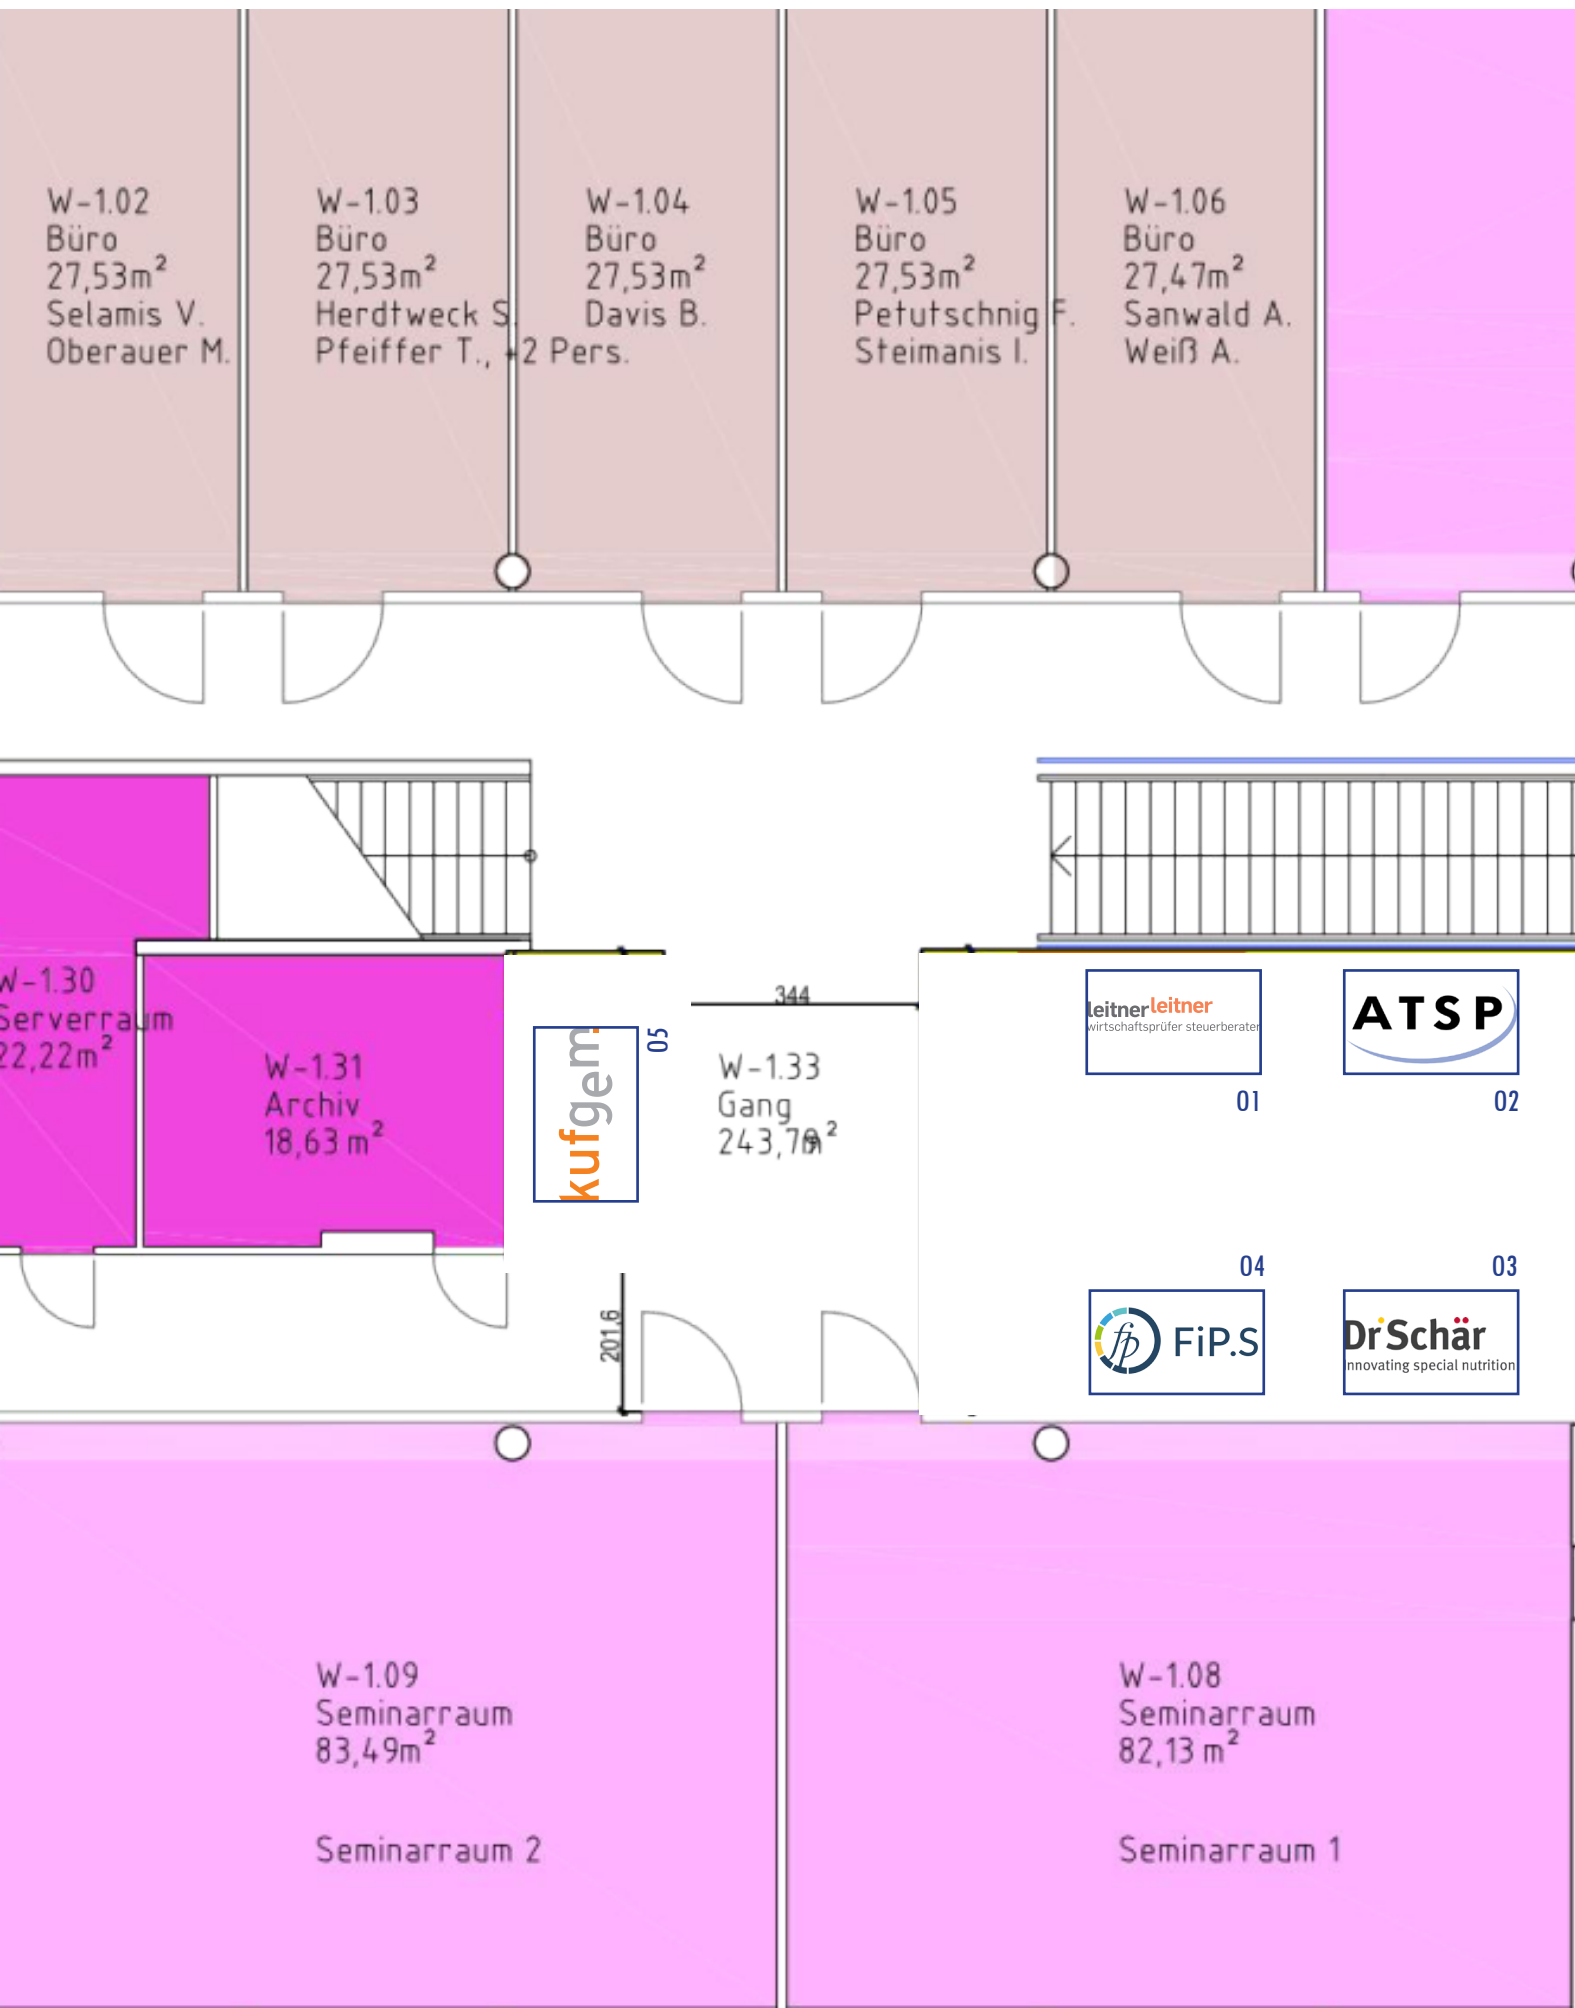 W-1.02
Büro
27,53m²
Selamis V.
Oberauer M.
W-1.03
Büro
27,53m²
Herdtweck S.
Pfeiffer T., +2 Pers.
W-1.04
Büro
27,53m²
Davis B.
W-1.05
Büro
27,53m²
Petutschnig F.
Steimanis I.
W-1.06
Büro
27,47m²
Sanwald A.
Weiß A.
W-1.30
Serverraum
22,22m²
W-1.31
Archiv
18,63 m²
kufgem.
05
344
W-1.33
Gang
243,79m²
201,6
leitnerleitner
wirtschaftsprüfer steuerberater
01
ATSP
02
04
fip FiP.S
03
Dr Schär
nnovating special nutrition
W-1.09
Seminarraum
83,49m²
Seminarraum 2
W-1.08
Seminarraum
82,13 m²
Seminarraum 1